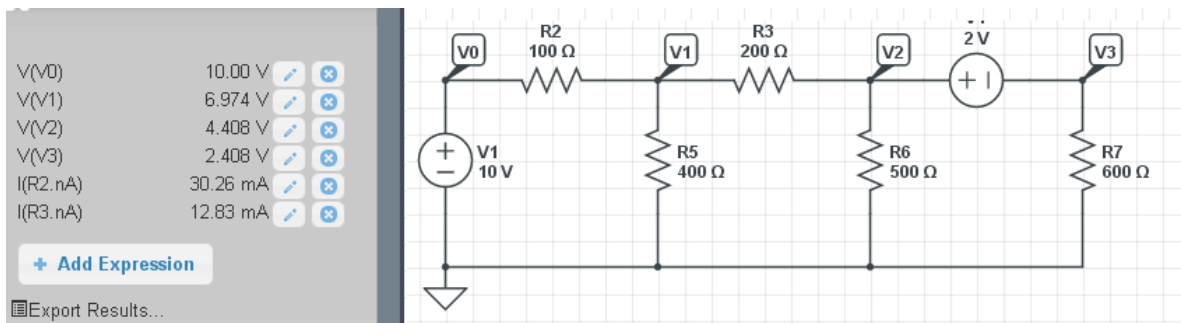 V(V0) 10.00 V
V(V1) 6.974 V
V(V2) 4.408 V
V(V3) 2.408 V
I(R2.nA) 30.26 mA
I(R3.nA) 12.83 mA
+ Add Expression
Export Results...
V0
R2
100 Ω
V1
R3
200 Ω
V2
2 V
V3
V1
10 V
R5
400 Ω
R6
500 Ω
R7
600 Ω